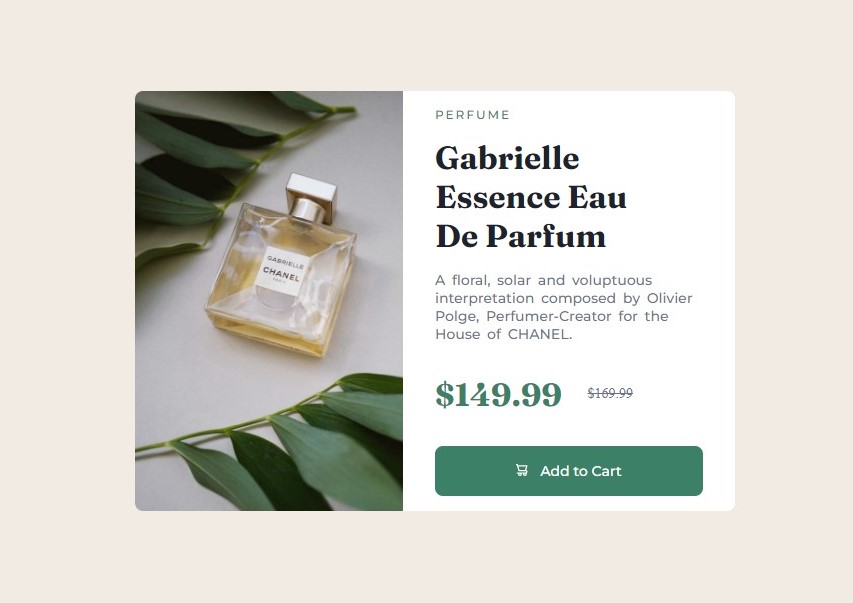 GABRIELLE
CHANEL
PARIS
PERFUME
Gabrielle
Essence Eau
De Parfum
A floral, solar and voluptuous
interpretation composed by Olivier
Polge, Perfumer-Creator for the
House of CHANEL.
$149.99 $169.99
Add to Cart